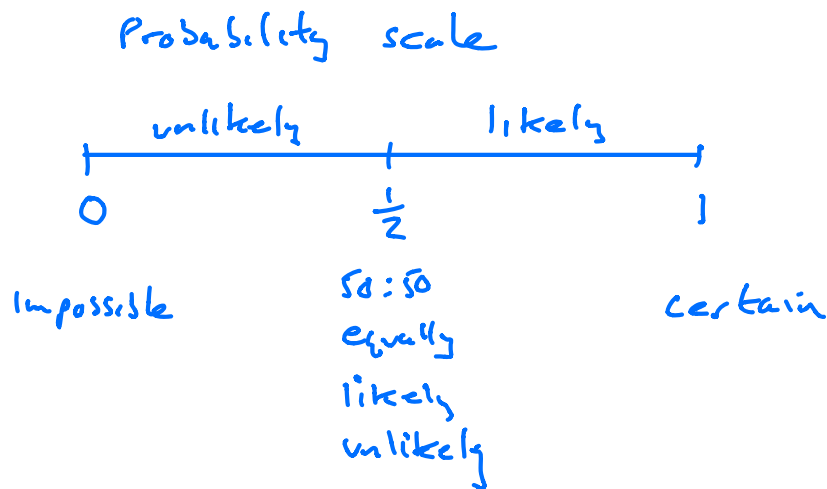 Probability scale
unlikely likely
0 1/2 1
Impossible 50:50 certain
equally
likely
unlikely